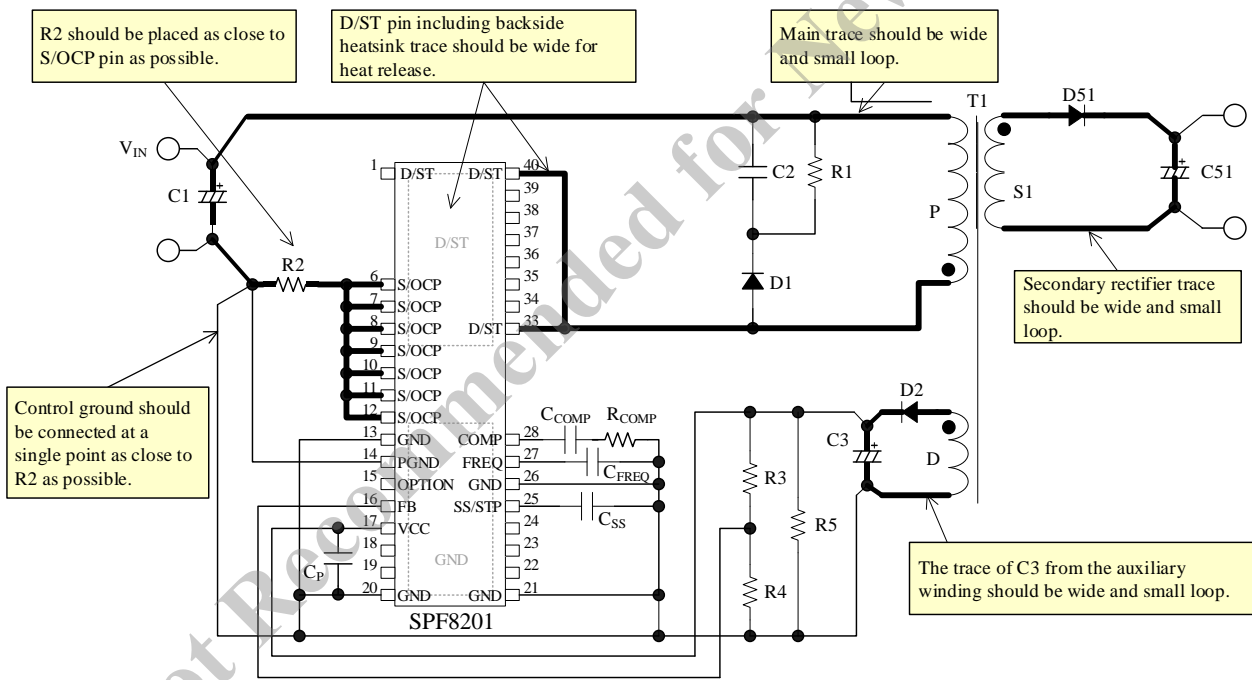 R2 should be placed as close to
S/OCP pin as possible.
D/ST pin including backside
heatsink trace should be wide for
heat release.
Main trace should be wide
and small loop.
Secondary rectifier trace
should be wide and small
loop.
Control ground should
be connected at a
single point as close to
R2 as possible.
The trace of C3 from the auxiliary
winding should be wide and small loop.
VIN
C1
R2
C2
R1
D1
T1
P
S1
D51
C51
1
D/ST
D/ST
40
39
38
37
36
35
34
D/ST
33
D/ST
6
S/OCP
7
S/OCP
8
S/OCP
9
S/OCP
10
S/OCP
11
S/OCP
12
S/OCP
13
GND
COMP
28
14
PGND
FREQ
27
15
OPTION
GND
26
16
FB
SS/STP
25
17
VCC
24
18
23
19
22
20
GND
GND
21
GND
SPF8201
CP
CCOMP
RCOMP
CFREQ
CSS
R3
R4
R5
C3
D2
D
Not Recommended for New